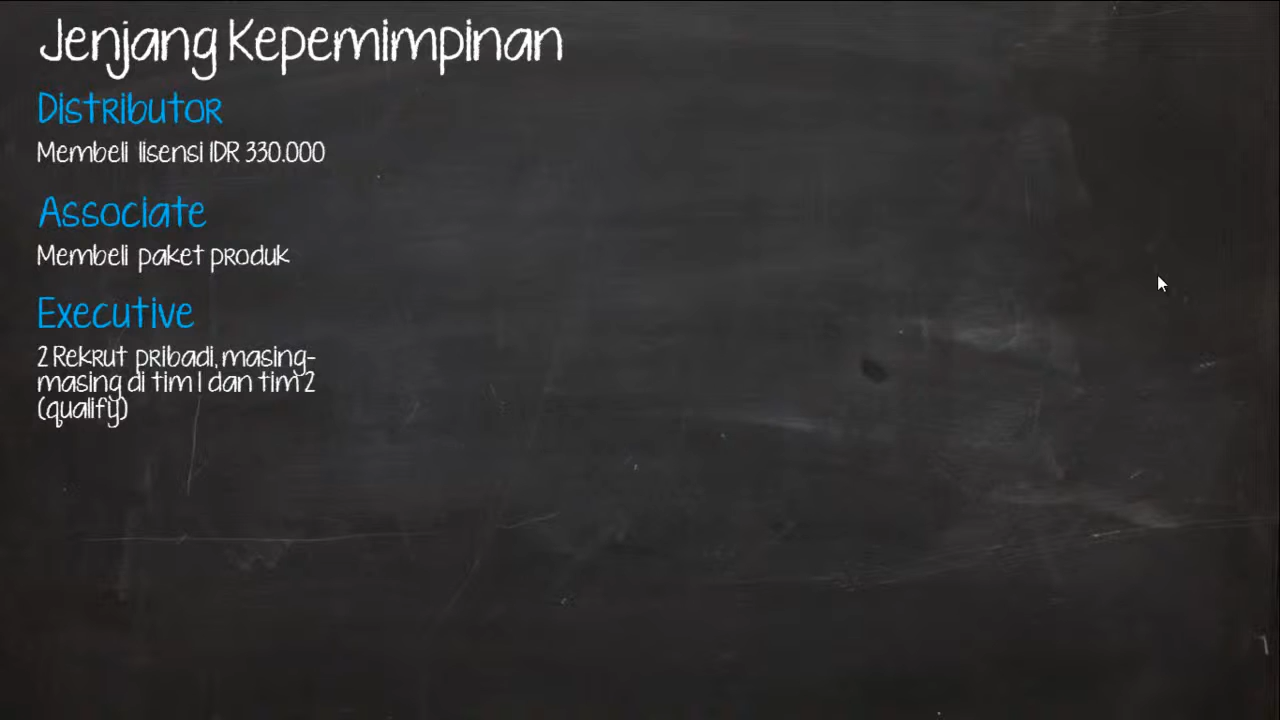 Jenjang Kepemimpinan
Distributor
Membeli lisensi IDR 330.000
Associate
Membeli paket produk
Executive
2 Rekrut pribadi, masing-
masing di tim 1 dan tim 2
(qualify)